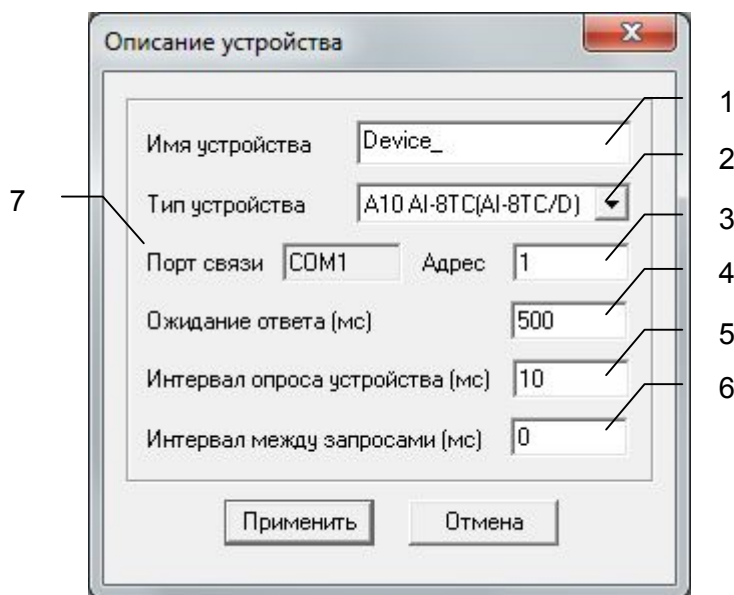 Описание устройства
1
Имя устройства Device_
2
Тип устройства A10 AI-8TC(AI-8TC/D)
7
3
Порт связи COM1 Адрес 1
4
Ожидание ответа (мс) 500
5
Интервал опроса устройства (мс) 10
6
Интервал между запросами (мс) 0
Применить Отмена